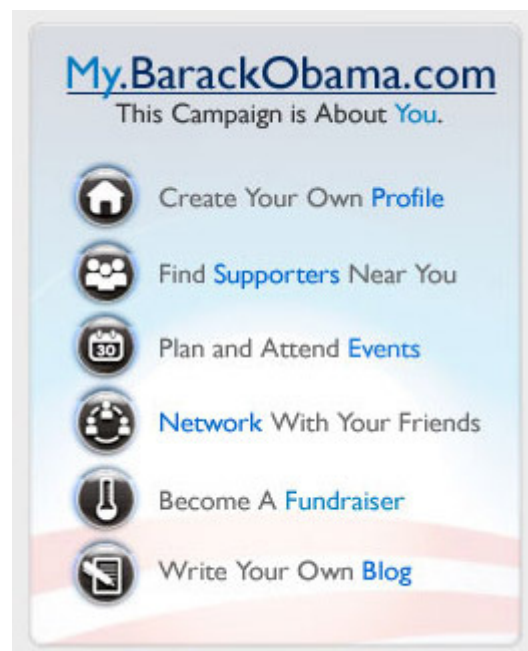 My.BarackObama.com
This Campaign is About You.
Create Your Own Profile
Find Supporters Near You
30
Plan and Attend Events
Network With Your Friends
Become A Fundraiser
Write Your Own Blog